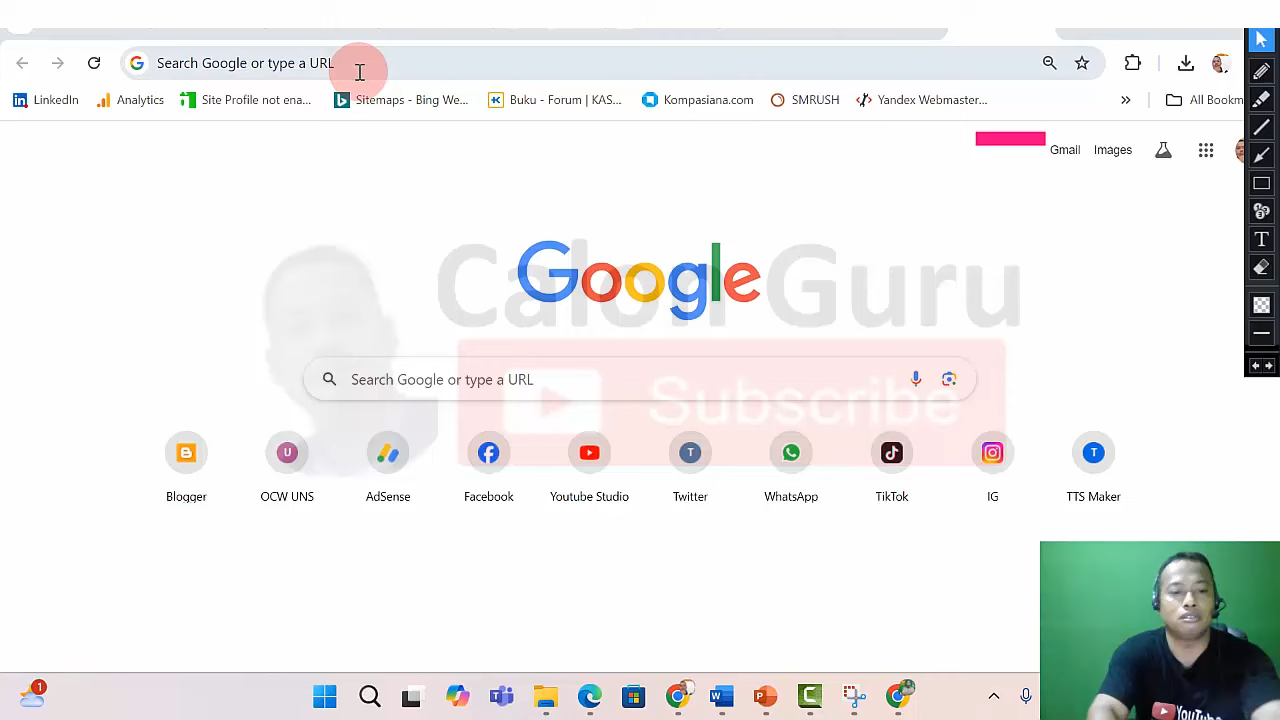 Search Google or type a URL
LinkedIn Analytics Site Profile not ena... Sitemaps - Bing We... Buku - Forum | KAS... Kompasiana.com SMRUSH Yandex Webmaster... » All Bookm
Gmail Images
Google
Calon Guru
Search Google or type a URL
Subscribe
Blogger OCW UNS AdSense Facebook Youtube Studio Twitter WhatsApp TikTok IG TTS Maker
YouTube